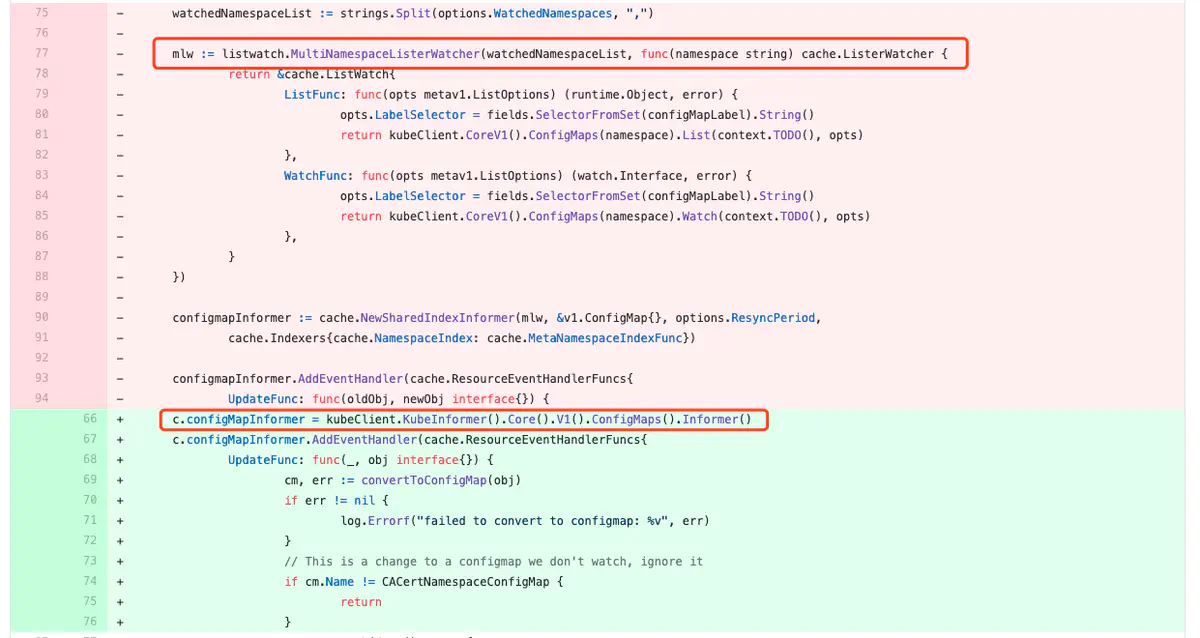 75 - watchedNamespaceList := strings.Split(options.WatchedNamespaces, ",")
76 -
77 - mlw := listwatch.MultiNamespaceListerWatcher(watchedNamespaceList, func(namespace string) cache.ListerWatcher {
78 - return &cache.ListWatch{
79 - ListFunc: func(opts metav1.ListOptions) (runtime.Object, error) {
80 - opts.LabelSelector = fields.SelectorFromSet(configMapLabel).String()
81 - return kubeClient.CoreV1().ConfigMaps(namespace).List(context.TODO(), opts)
82 - },
83 - WatchFunc: func(opts metav1.ListOptions) (watch.Interface, error) {
84 - opts.LabelSelector = fields.SelectorFromSet(configMapLabel).String()
85 - return kubeClient.CoreV1().ConfigMaps(namespace).Watch(context.TODO(), opts)
86 - },
87 - }
88 - })
89 -
90 - configmapInformer := cache.NewSharedIndexInformer(mlw, &v1.ConfigMap{}, options.ResyncPeriod,
91 - cache.Indexers{cache.NamespaceIndex: cache.MetaNamespaceIndexFunc})
92 -
93 - configmapInformer.AddEventHandler(cache.ResourceEventHandlerFuncs{
94 - UpdateFunc: func(oldObj, newObj interface{}) {
66 + c.configMapInformer = kubeClient.KubeInformer().Core().V1().ConfigMaps().Informer()
67 + c.configMapInformer.AddEventHandler(cache.ResourceEventHandlerFuncs{
68 + UpdateFunc: func(_, obj interface{}) {
69 + cm, err := convertToConfigMap(obj)
70 + if err != nil {
71 + log.Errorf("failed to convert to configmap: %v", err)
72 + }
73 + // This is a change to a configmap we don't watch, ignore it
74 + if cm.Name != CACertNamespaceConfigMap {
75 + return
76 + }